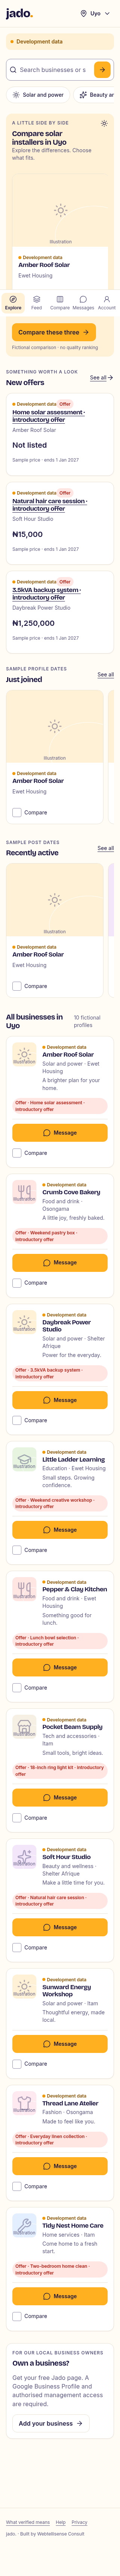 jado.
Uyo
Development data
Searchbusinesses or s
Solar and power
Beauty ar
A LITTLE SIDE BY SIDE
Compare solar
installers in Uyo
Explore the differences. Choose
what fits.
Illustration
Development data
Amber Roof Solar
Ewet Housing
Explore
Feed
Compare
Messages
Account
Compare these three
Fictional comparison · no quality ranking
SOMETHING WORTH A LOOK
New offers
See all
Development data
Offer
Home solar assessment ·
introductory offer
Amber Roof Solar
Not listed
Sample price · ends 1 Jan 2027
Development data
Offer
Natural hair care session ·
introductory offer
Soft Hour Studio
₦15,000
Sample price · ends 1 Jan 2027
Development data
Offer
3.5kVA backup system ·
introductory offer
Daybreak Power Studio
₦1,250,000
Sample price · ends 1 Jan 2027
SAMPLE PROFILE DATES
Just joined
See all
Illustration
Development data
Amber Roof Solar
Ewet Housing
Compare
SAMPLE POST DATES
Recently active
See all
Illustration
Development data
Amber Roof Solar
Ewet Housing
Compare
All businesses in
Uyo
10 fictional
profiles
Illustration
Development data
Amber Roof Solar
Solar and power · Ewet
Housing
A brighter plan for your
home.
Offer · Home solar assessment ·
introductory offer
Message
Compare
Illustration
Development data
Crumb Cove Bakery
Food and drink ·
Osongama
A little joy, freshly baked.
Offer · Weekend pastry box ·
introductory offer
Message
Compare
Illustration
Development data
Daybreak Power
Studio
Solar and power · Shelter
Afrique
Power for the everyday.
Offer · 3.5kVA backup system ·
introductory offer
Message
Compare
Illustration
Development data
Little Ladder Learning
Education · Ewet Housing
Small steps. Growing
confidence.
Offer · Weekend creative workshop ·
introductory offer
Message
Compare
Illustration
Development data
Pepper & Clay Kitchen
Food and drink · Ewet
Housing
Something good for
lunch.
Offer · Lunch bowl selection ·
introductory offer
Message
Compare
Illustration
Development data
Pocket Beam Supply
Tech and accessories ·
Itam
Small tools, bright ideas.
Offer · 18-inch ring light kit · introductory
offer
Message
Compare
Illustration
Development data
Soft Hour Studio
Beauty and wellness ·
Shelter Afrique
Make a little time for you.
Offer · Natural hair care session ·
introductory offer
Message
Compare
Illustration
Development data
Sunward Energy
Workshop
Solar and power · Itam
Thoughtful energy, made
local.
Message
Compare
Illustration
Development data
Thread Lane Atelier
Fashion · Osongama
Made to feel like you.
Offer · Everyday linen collection ·
introductory offer
Message
Compare
Illustration
Development data
Tidy Nest Home Care
Home services · Itam
Come home to a fresh
start.
Offer · Two-bedroom home clean ·
introductory offer
Message
Compare
FOR OUR LOCAL BUSINESS OWNERS
Own a business?
Get your free Jado page. A
Google Business Profile and
authorised management access
are required.
Add your business
What verified means
Help
Privacy
jado. · Built by Webtelisense Consult